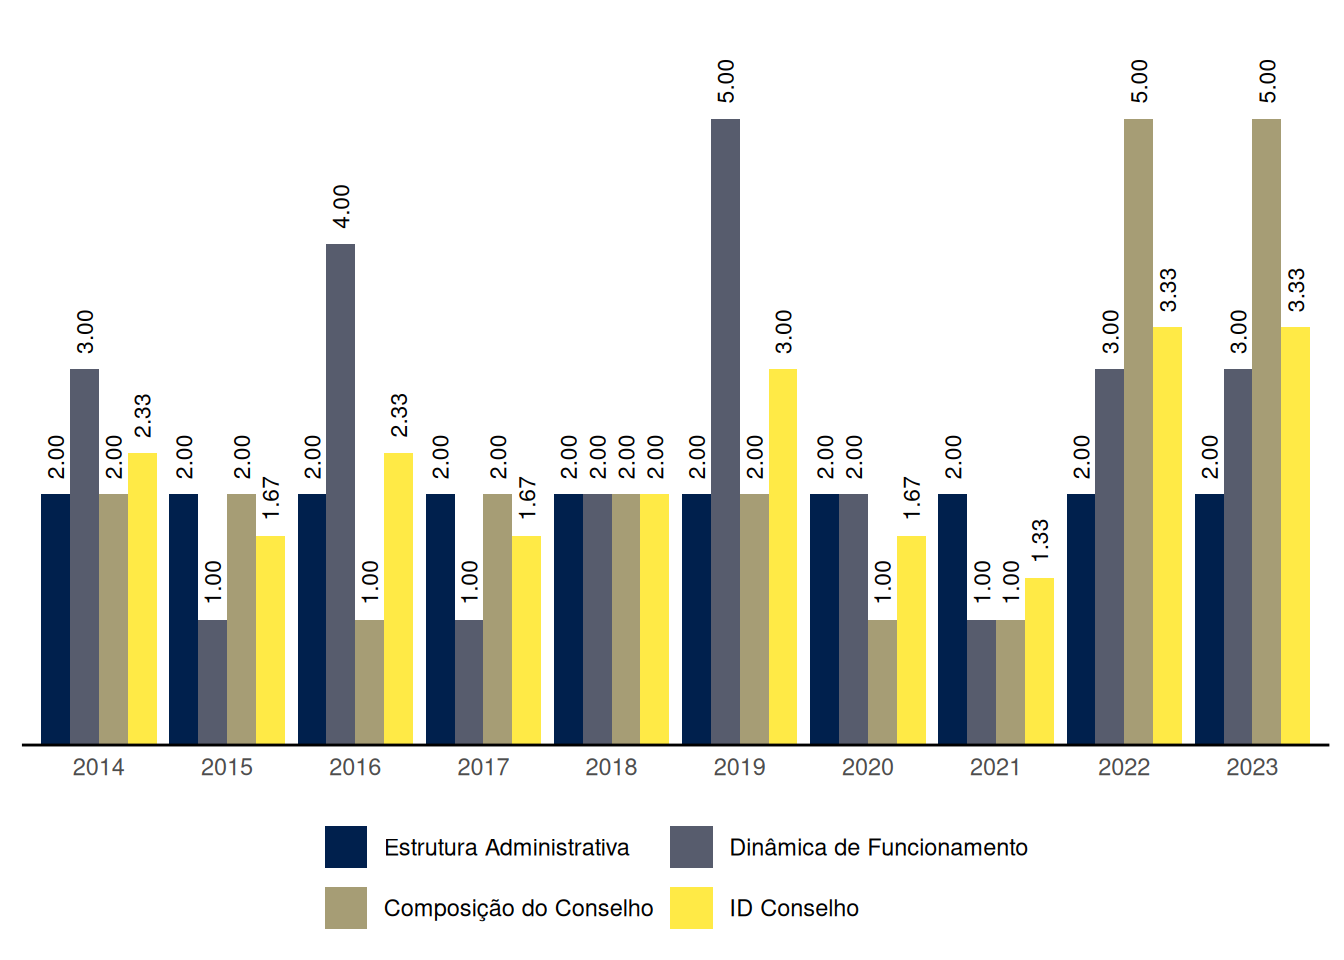 2.00 3.00 2.00 2.33 2.00 1.00 2.00 1.67 2.00 4.00 1.00 2.33 2.00 1.00 2.00 1.67 2.00 2.00 2.00 2.00 2.00 5.00 2.00 3.00 2.00 2.00 1.00 1.67 2.00 1.00 1.00 1.33 2.00 3.00 5.00 3.33 2.00 3.00 5.00 3.33
2014 2015 2016 2017 2018 2019 2020 2021 2022 2023
Estrutura Administrativa Dinâmica de Funcionamento
Composição do Conselho ID Conselho